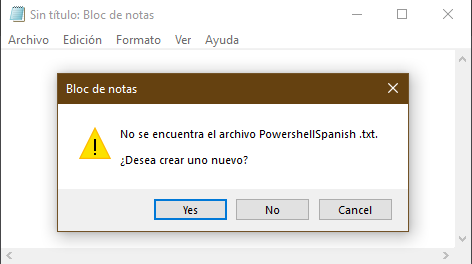 Sin título: Bloc de notas
Archivo Edición Formato Ver Ayuda
Bloc de notas
No se encuentra el archivo PowershellSpanish .txt.
¿Desea crear uno nuevo?
Yes No Cancel